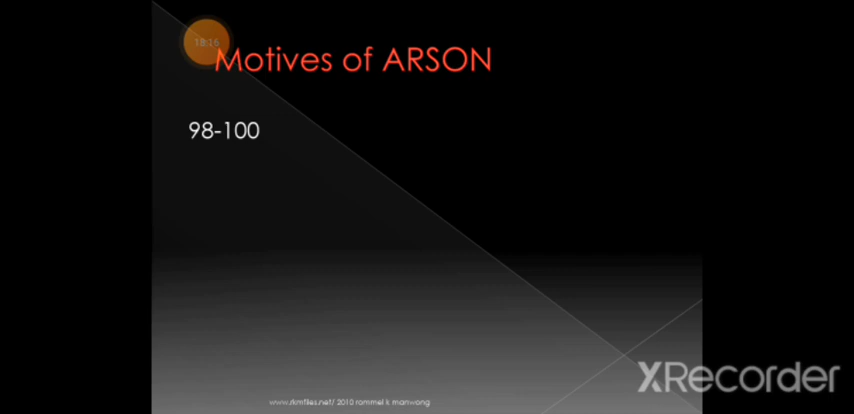 18:16
Motives of ARSON
98-100
www.rkmfiles.net/ 2010 rommel k manwong
XRecorder